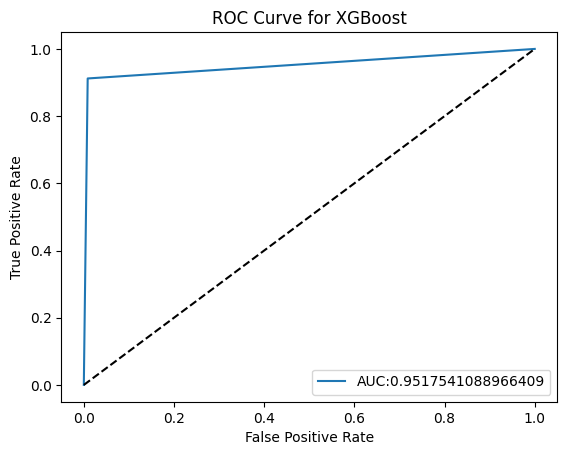 ROC Curve for XGBoost
1.0
0.8
0.6
0.4
0.2
0.0
True Positive Rate
AUC:0.9517541088966409
0.0 0.2 0.4 0.6 0.8 1.0
False Positive Rate